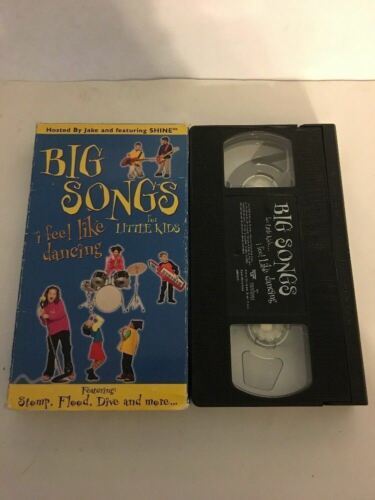 Hosted By Jake and featuring SHINE™
BIG
SONGS
for
LITTLE KIDS
i feel like
dancing
Featuring:
Stomp, Flood, Dive and more...
BIG SONGS
for Little Kids
i feel like dancing